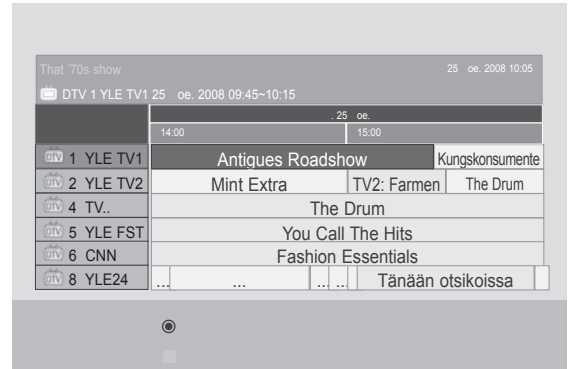 That '70s show 25 oe. 2008 10:05
DTV 1 YLE TV1 25 oe. 2008 09:45~10:15
. 25 oe.
14:00 15:00
DTV 1 YLE TV1 Antigues Roadshow Kungskonsumente
DTV 2 YLE TV2 Mint Extra TV2: Farmen The Drum
DTV 4 TV.. The Drum
DTV 5 YLE FST You Call The Hits
DTV 6 CNN Fashion Essentials
DTV 8 YLE24 ... ... ... ... Tänään otsikoissa